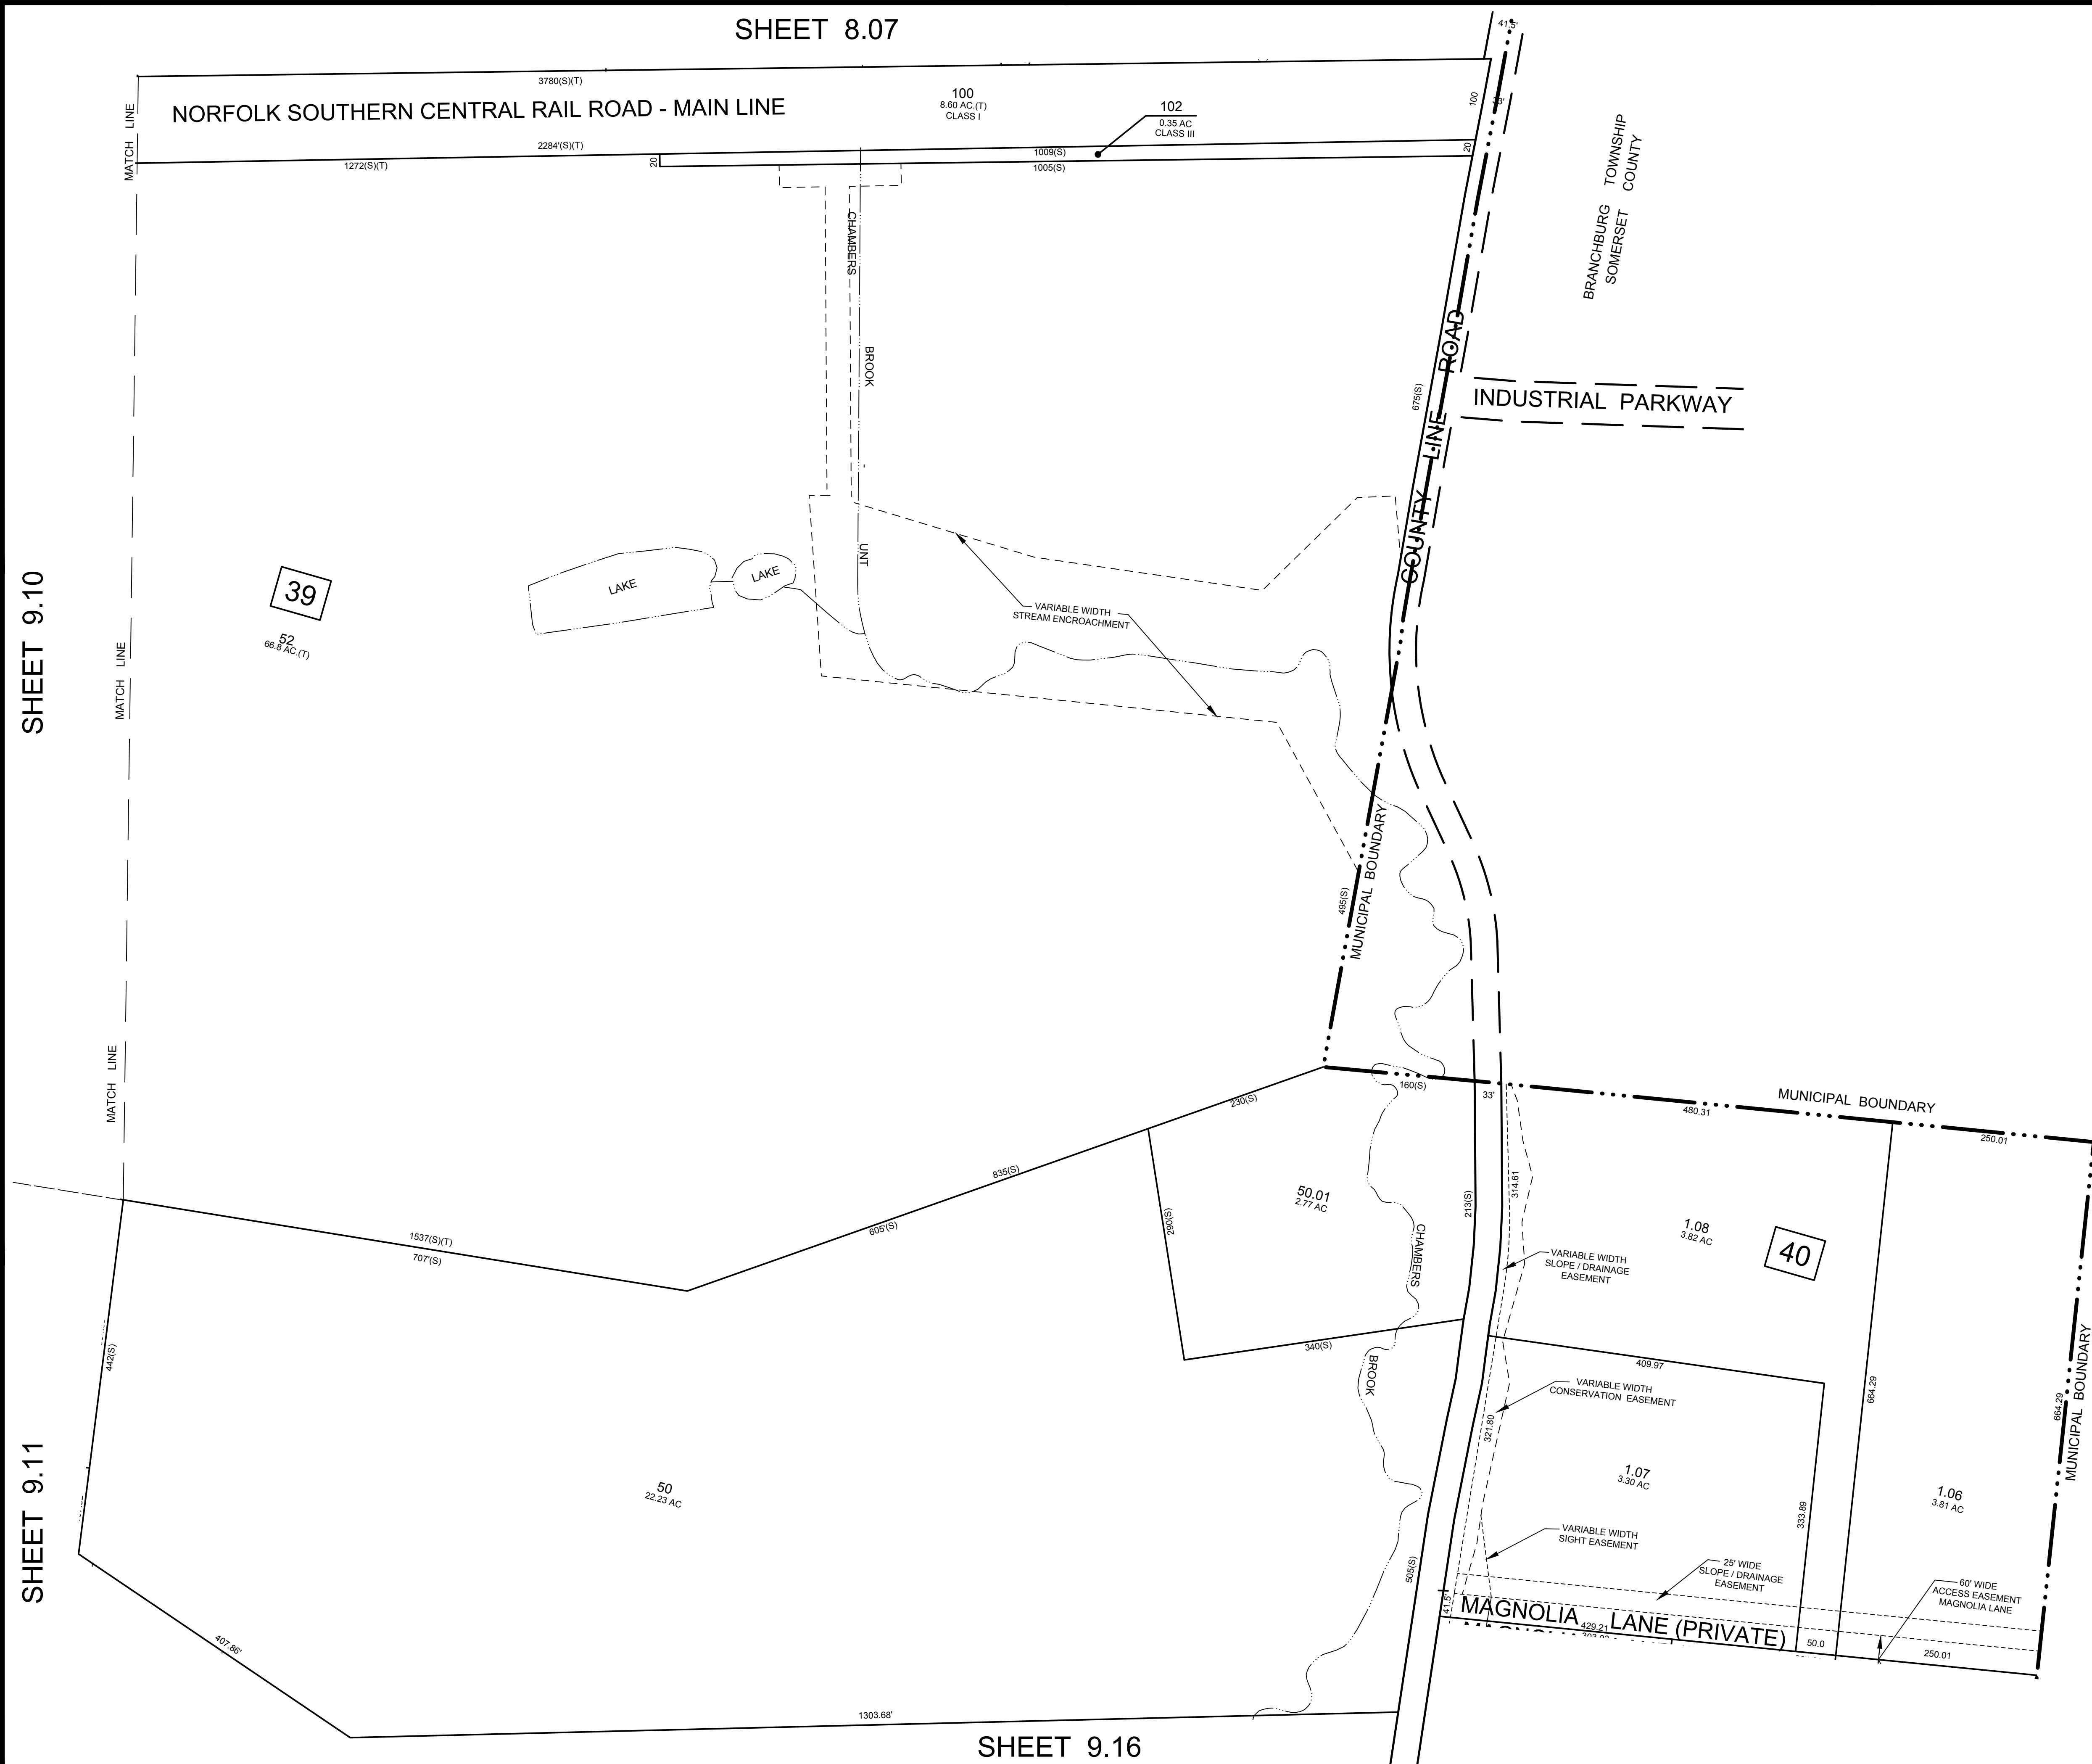 SHEET 8.07
41.5'
3780(S)(T)
NORFOLK SOUTHERN CENTRAL RAIL ROAD - MAIN LINE
100
8.60 AC.(T)
CLASS I
102
0.35 AC
CLASS III
100
MATCH LINE
2284'(S)(T)
1272(S)(T)
20
1009(S)
1005(S)
20
BRANCHBURG TOWNSHIP
SOMERSET COUNTY
CHAMBERS
BROOK
UNT
675(S)
COUNTY LINE ROAD
INDUSTRIAL PARKWAY
SHEET 9.10
39
52
66.8 AC.(T)
LAKE
LAKE
VARIABLE WIDTH
STREAM ENCROACHMENT
MATCH LINE
495(S)
MUNICIPAL BOUNDARY
MATCH LINE
230(S)
160(S)
33'
480.31
MUNICIPAL BOUNDARY
250.01
835(S)
605'(S)
1537(S)(T)
707'(S)
290(S)
50.01
2.77 AC
CHAMBERS
213(S)
314.61
1.08
3.82 AC
40
VARIABLE WIDTH
SLOPE / DRAINAGE
EASEMENT
442(S)
340(S)
BROOK
409.97
VARIABLE WIDTH
CONSERVATION EASEMENT
321.80
664.29
664.29
MUNICIPAL BOUNDARY
SHEET 9.11
50
22.23 AC
1.07
3.30 AC
333.89
1.06
3.81 AC
VARIABLE WIDTH
SIGHT EASEMENT
25' WIDE
SLOPE / DRAINAGE
EASEMENT
60' WIDE
ACCESS EASEMENT
MAGNOLIA LANE
505(S)
41.5'
MAGNOLIA LANE (PRIVATE)
429.21
50.0
250.01
407.86'
1303.68'
SHEET 9.16